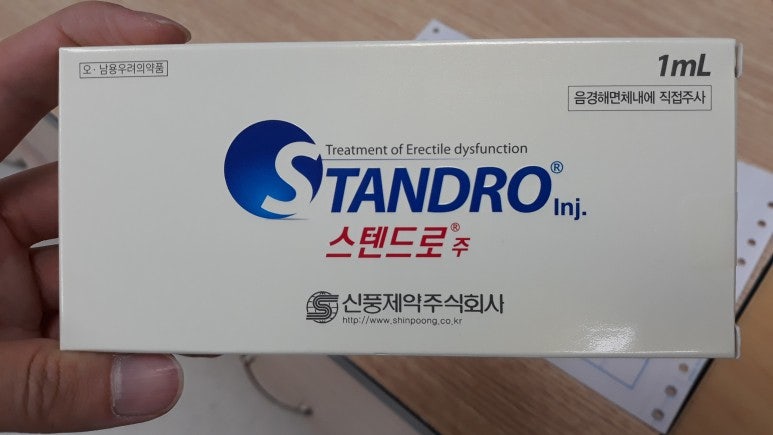 오·남용우려의약품
1mL
음경해면체내에 직접주사
Treatment of Erectile dysfunction
STANDRO® Inj.
스텐드로® 주
신풍제약주식회사
http://www.shinpoong.co.kr